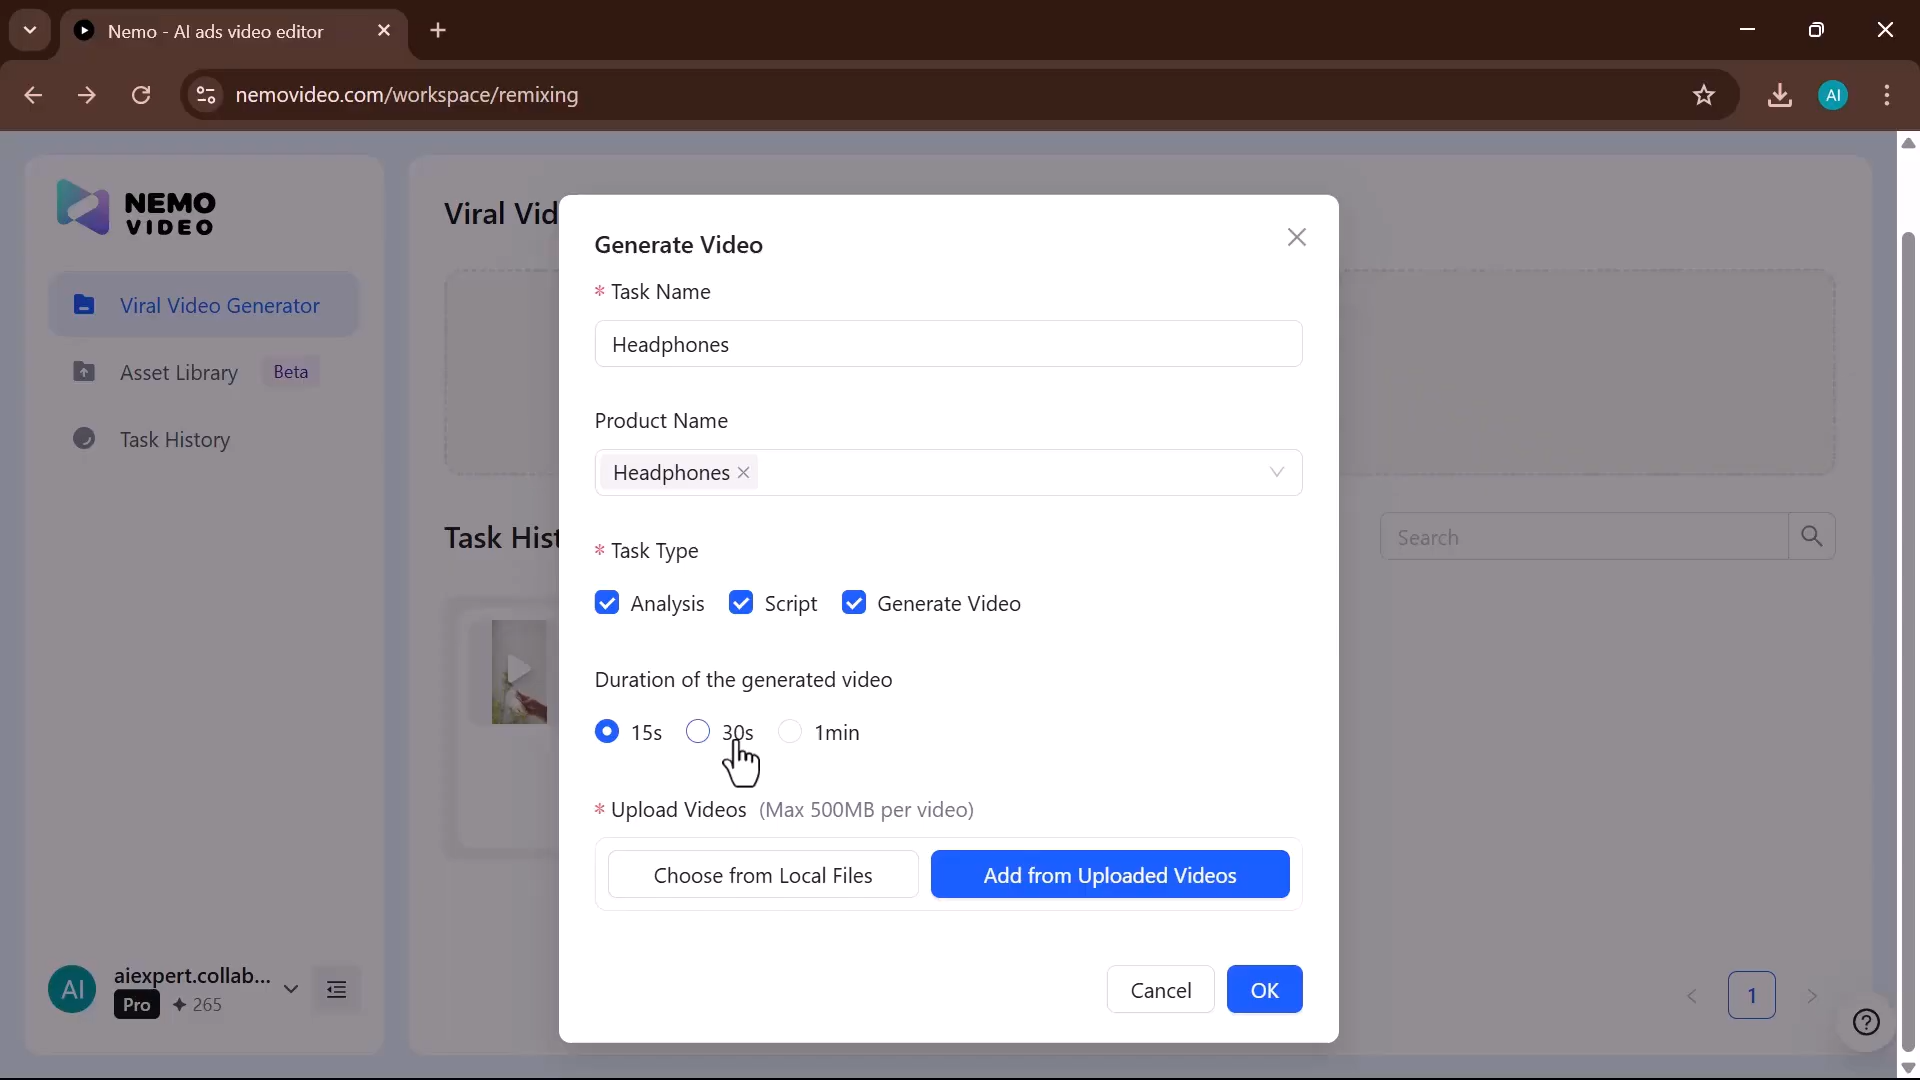 Nemo - AI ads video editor
nemovideo.com/workspace/remixing
AI
NEMO
VIDEO
Viral Video Generator
Asset Library Beta
Task History
AI
aiexpert.collab...
Pro 265
Viral Vid
Task Hist
Search
1
Generate Video
* Task Name
Headphones
Product Name
Headphones
* Task Type
Analysis Script Generate Video
Duration of the generated video
15s 30s 1min
* Upload Videos (Max 500MB per video)
Choose from Local Files Add from Uploaded Videos
Cancel OK